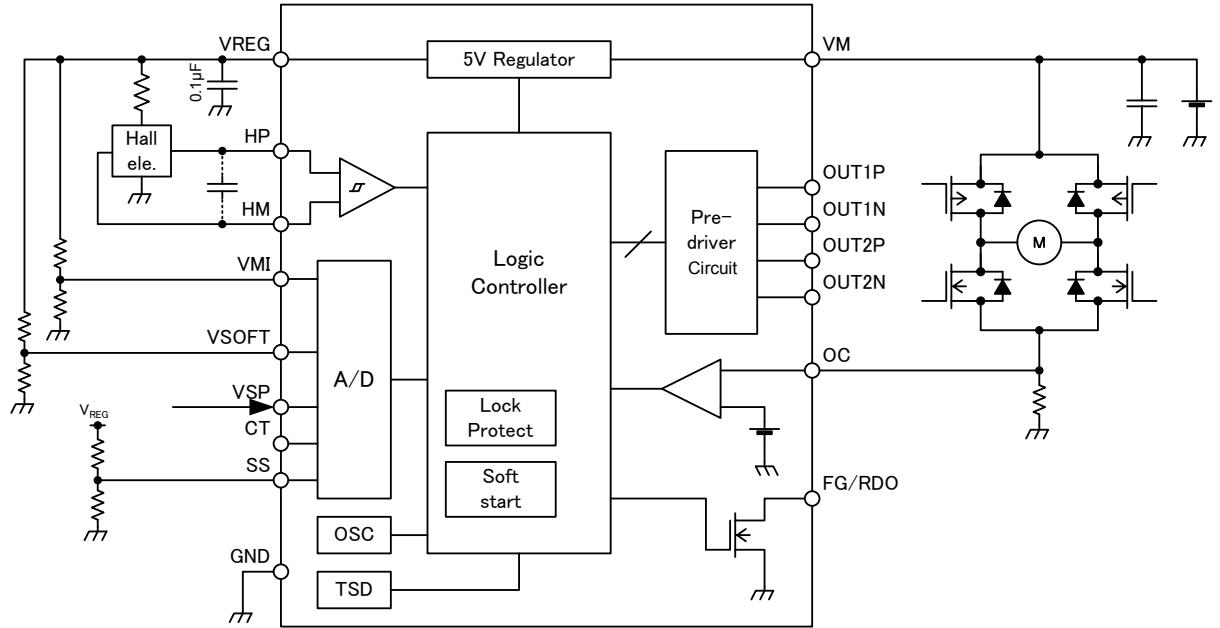 VREG
5V Regulator
VM
0.1µF
Hall
ele.
HP
HM
OUT1P
OUT1N
OUT2P
OUT2N
Pre-
driver
Circuit
M
Logic
Controller
VMI
VSOFT
A/D
OC
VSP
CT
SS
VREG
Lock
Protect
Soft
start
FG/RDO
OSC
GND
TSD